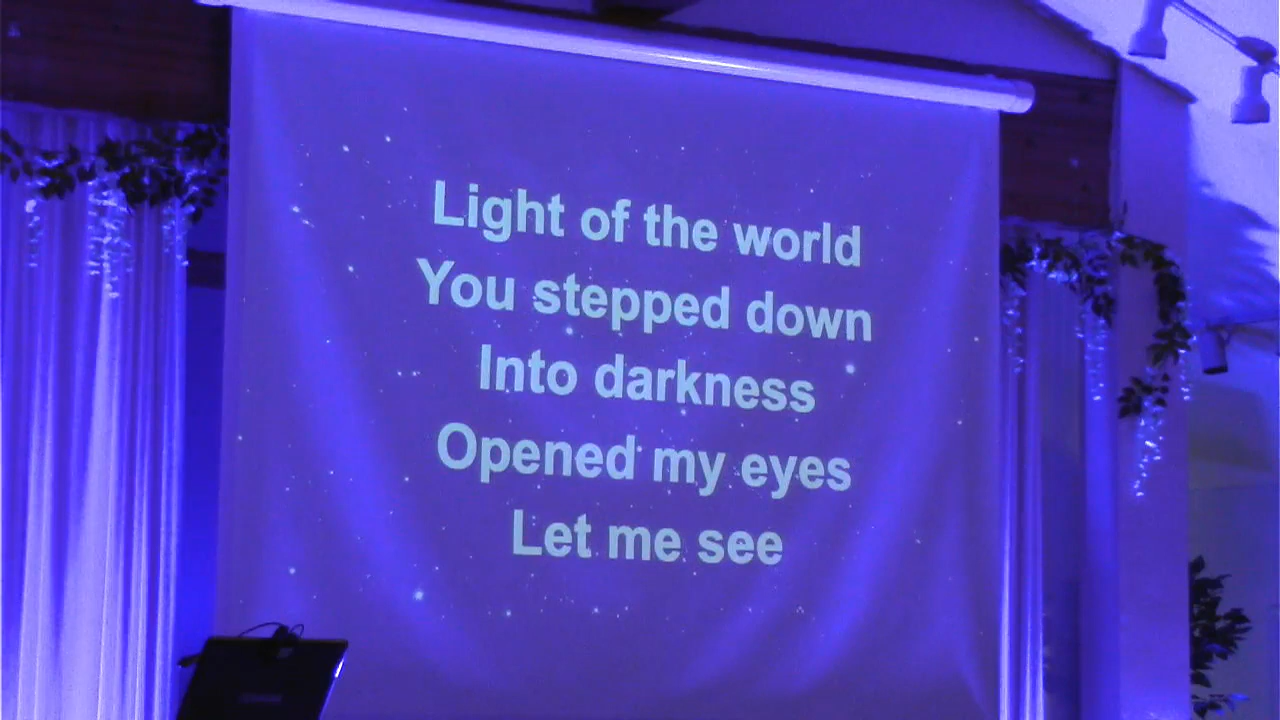 Light of the world
You stepped down
Into darkness
Opened my eyes
Let me see